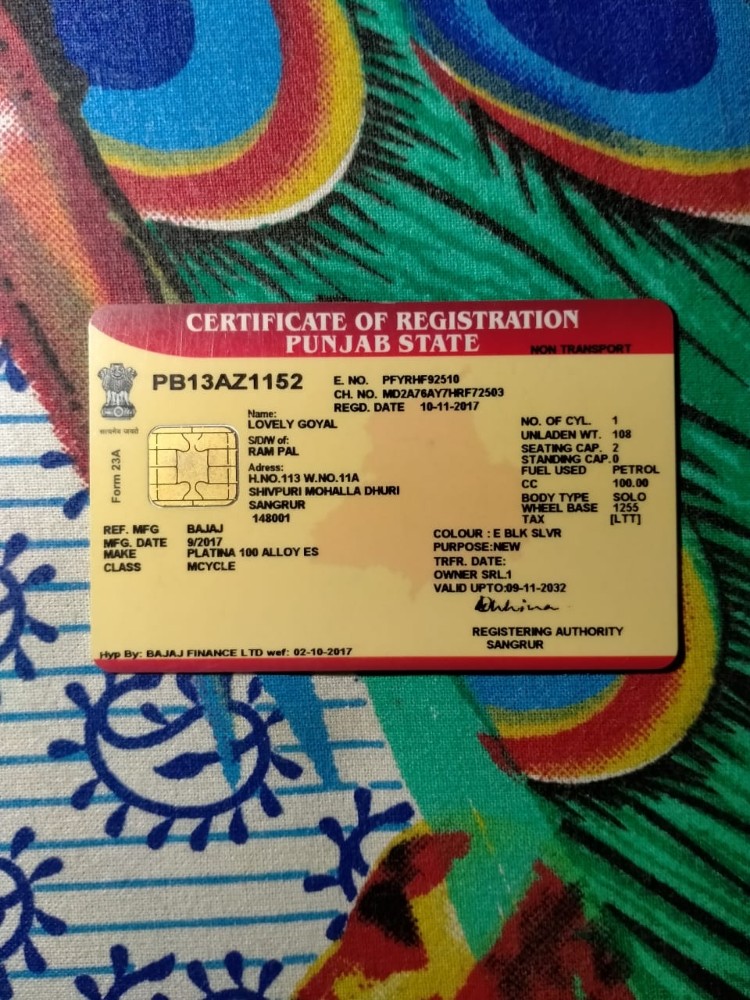 CERTIFICATE OF REGISTRATION
PUNJAB STATE
NON TRANSPORT
PB13AZ1152
E. NO. PFYRHF92510
CH. NO. MD2A76AY7HRF72503
REGD. DATE 10-11-2017
सत्यमेव जयते
Form 23A
Name:
LOVELY GOYAL
S/D/W of:
RAM PAL
Adress:
H.NO.113 W.NO.11A
SHIVPURI MOHALLA DHURI
SANGRUR
148001
NO. OF CYL. 1
UNLADEN WT. 108
SEATING CAP. 2
STANDING CAP.0
FUEL USED PETROL
CC 100.00
BODY TYPE SOLO
WHEEL BASE 1255
TAX [LTT]
REF. MFG BAJAJ
MFG. DATE 9/2017
MAKE PLATINA 100 ALLOY ES
CLASS MCYCLE
COLOUR : E BLK SLVR
PURPOSE:NEW
TRFR. DATE:
OWNER SRL.1
VALID UPTO:09-11-2032
REGISTERING AUTHORITY
SANGRUR
Hyp By: BAJAJ FINANCE LTD wef: 02-10-2017